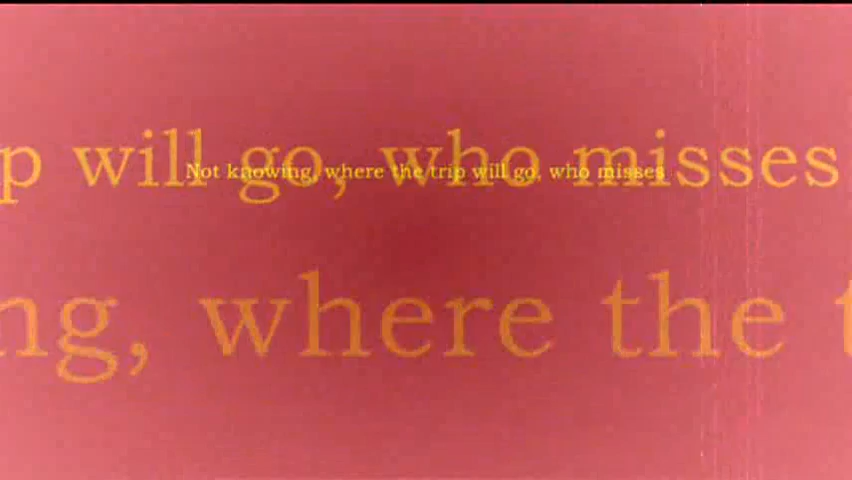 p will go, who misses
Not knowing, where the trip will go, who misses
ng, where the t